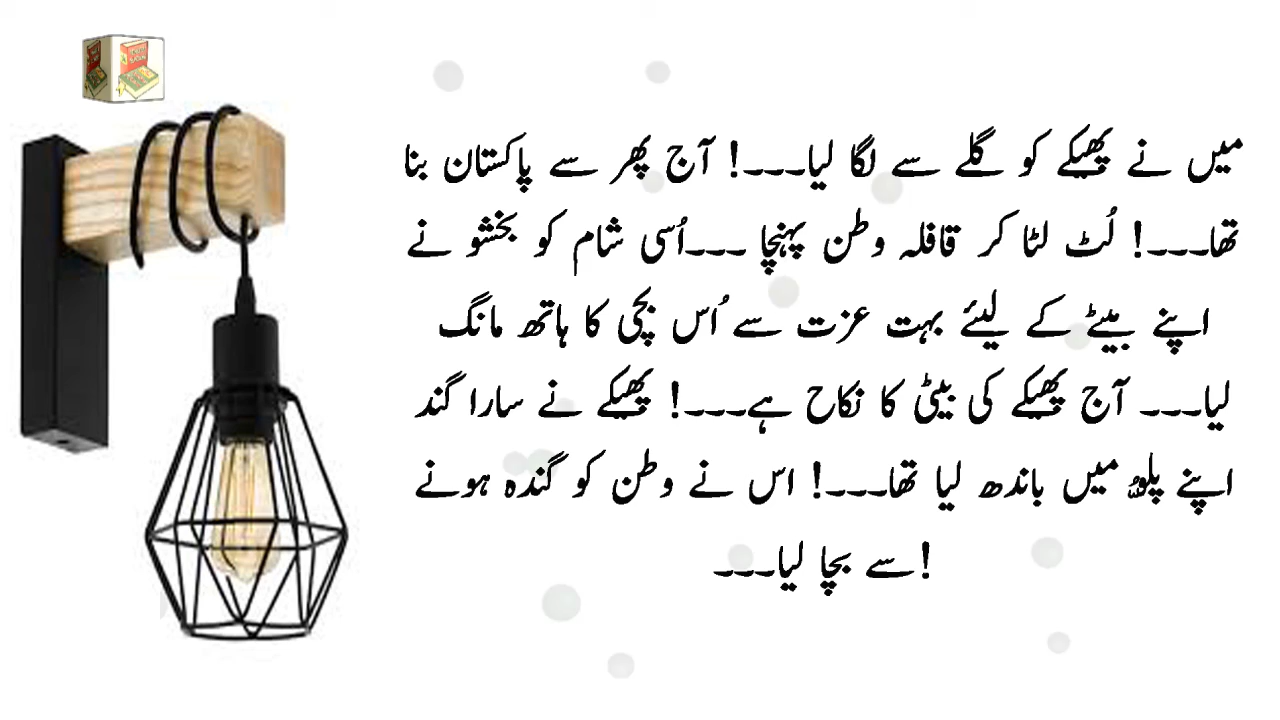 میں نے پھیکے کو گلے سے لگا لیا۔۔۔! آج پھر سے پاکستان بنا
تھا۔۔۔! لُٹ لٹا کر قافلہ وطن پہنچا ۔۔۔اُسی شام کو بخشو نے
اپنے بیٹے کے لیئے بہت عزت سے اُس بچی کا ہاتھ مانگ
لیا۔۔۔ آج پھیکے کی بیٹی کا نکاح ہے۔۔۔! پھیکے نے سارا گند
اپنے پلو میں باندھ لیا تھا۔۔۔! اس نے وطن کو گندہ ہونے
سے بچا لیا۔۔۔!